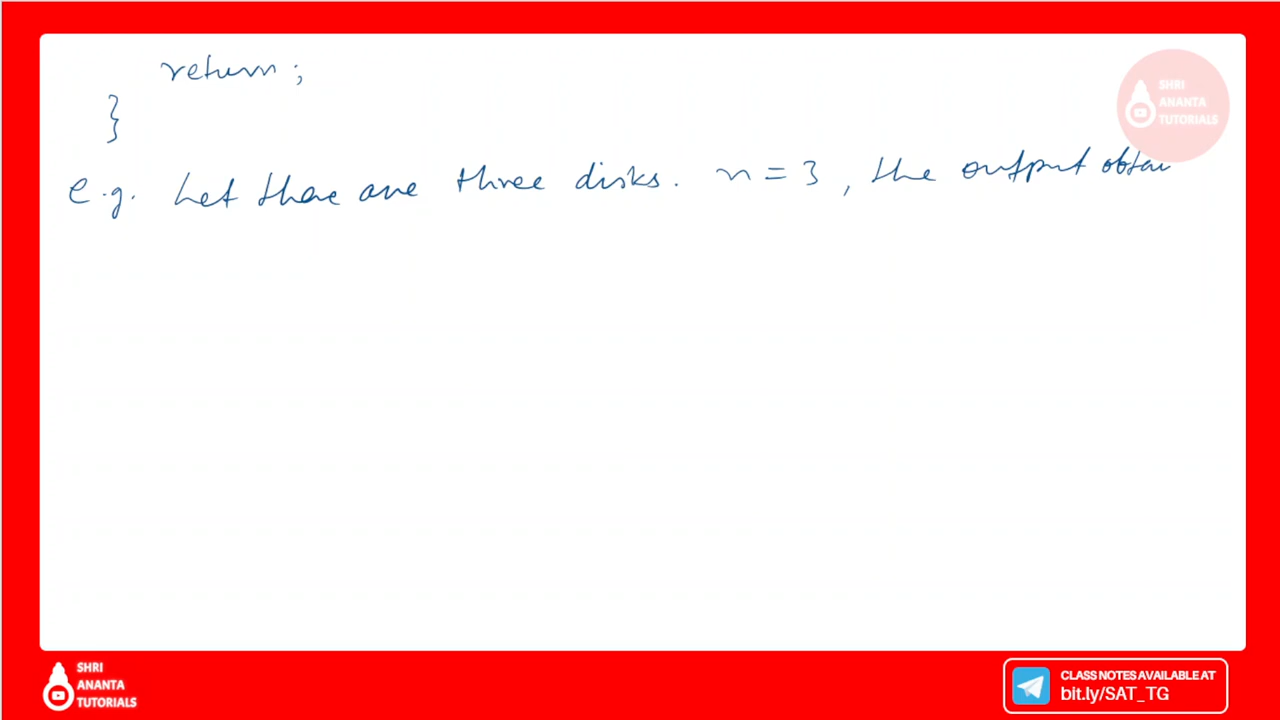 return ;
}
e.g. Let there are three disks. n = 3 , the output obtai
SHRI
ANANTA
TUTORIALS
SHRI
ANANTA
TUTORIALS
CLASS NOTES AVAILABLE AT
bit.ly/SAT_TG